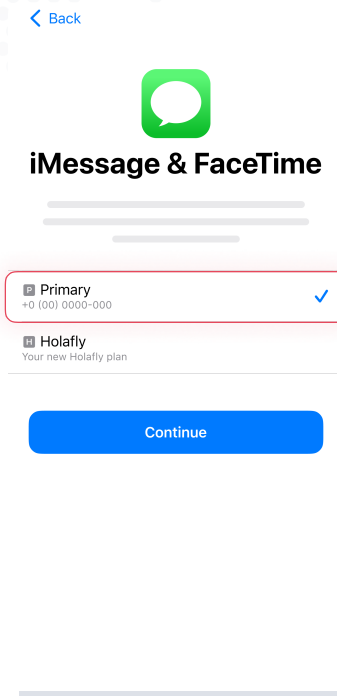 Back
iMessage & FaceTime
P Primary
+0 (00) 0000-000
H Holafly
Your new Holafly plan
Continue